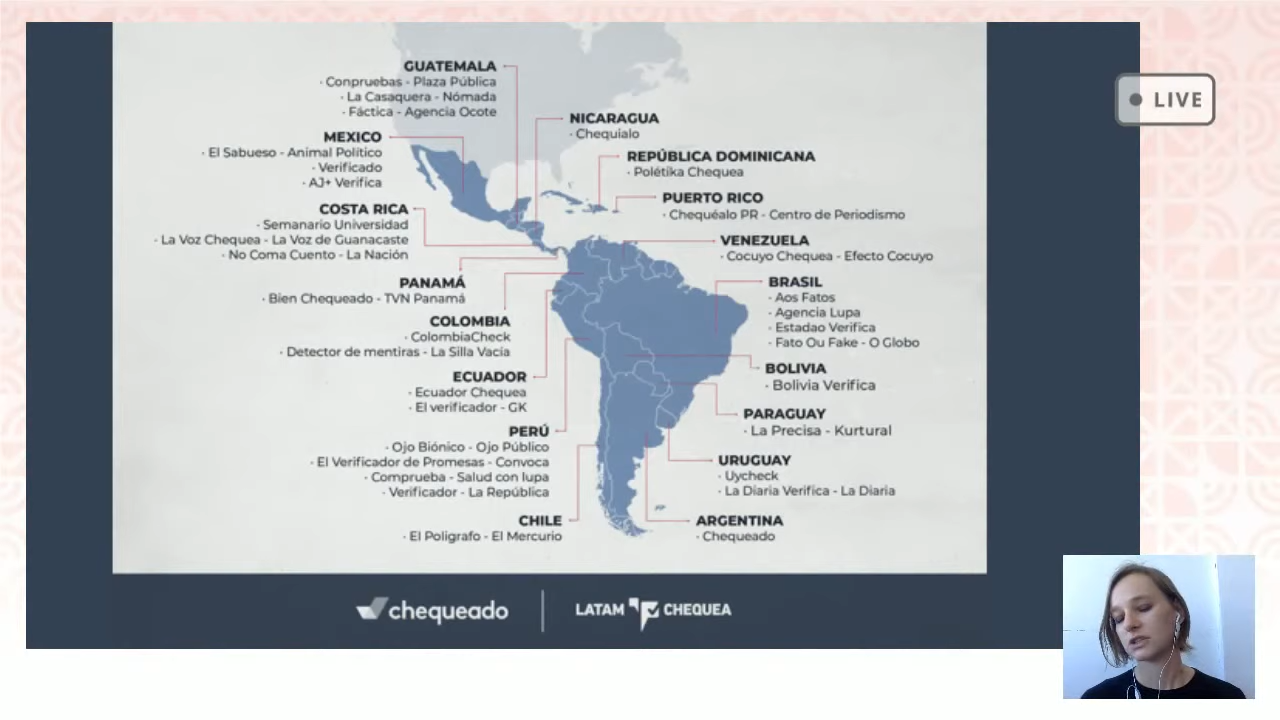 GUATEMALA
· Conpruebas - Plaza Pública
· La Casaquera - Nómada
· Fáctica - Agencia Ocote
NICARAGUA
· Chequialo
MEXICO
· El Sabueso - Animal Político
· Verificado
· AJ+ Verifica
REPÚBLICA DOMINICANA
· Polétika Chequea
PUERTO RICO
· Chequéalo PR - Centro de Periodismo
COSTA RICA
· Semanario Universidad
· La Voz Chequea - La Voz de Guanacaste
· No Coma Cuento - La Nación
VENEZUELA
· Cocuyo Chequea - Efecto Cocuyo
PANAMÁ
· Bien Chequeado - TVN Panamá
BRASIL
· Aos Fatos
· Agencia Lupa
· Estadao Verifica
· Fato Ou Fake - O Globo
COLOMBIA
· ColombiaCheck
· Detector de mentiras - La Silla Vacía
BOLIVIA
· Bolivia Verifica
ECUADOR
· Ecuador Chequea
· El verificador - GK
PARAGUAY
· La Precisa - Kurtural
PERÚ
· Ojo Biónico - Ojo Público
· El Verificador de Promesas - Convoca
· Comprueba - Salud con lupa
· Verificador - La República
URUGUAY
· Uycheck
· La Diaria Verifica - La Diaria
CHILE
· El Poligrafo - El Mercurio
ARGENTINA
· Chequeado
chequeado
LATAM CHEQUEA
LIVE